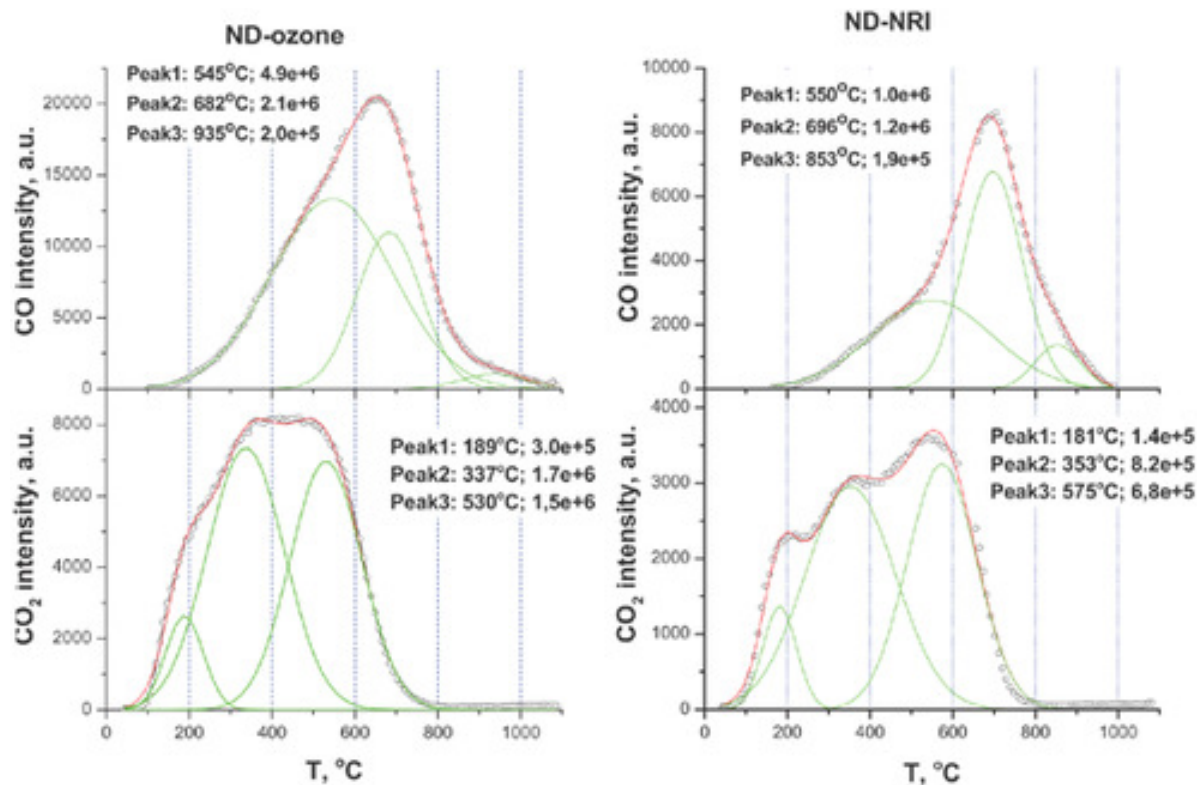 ND-ozone
Peak1: 545°C; 4.9e+6
Peak2: 682°C; 2.1e+6
Peak3: 935°C; 2,0e+5
CO intensity, a.u.
20000
15000
10000
5000
0
ND-NRI
Peak1: 550°C; 1.0e+6
Peak2: 696°C; 1.2e+6
Peak3: 853°C; 1,9e+5
CO intensity, a.u.
10000
8000
6000
4000
2000
0
Peak1: 189°C; 3.0e+5
Peak2: 337°C; 1.7e+6
Peak3: 530°C; 1,5e+6
CO2 intensity, a.u.
8000
6000
4000
2000
0
200 400 600 800 1000
T, °C
Peak1: 181°C; 1.4e+5
Peak2: 353°C; 8.2e+5
Peak3: 575°C; 6,8e+5
CO2 intensity, a.u.
4000
3000
2000
1000
0
200 400 600 800 1000
T, °C